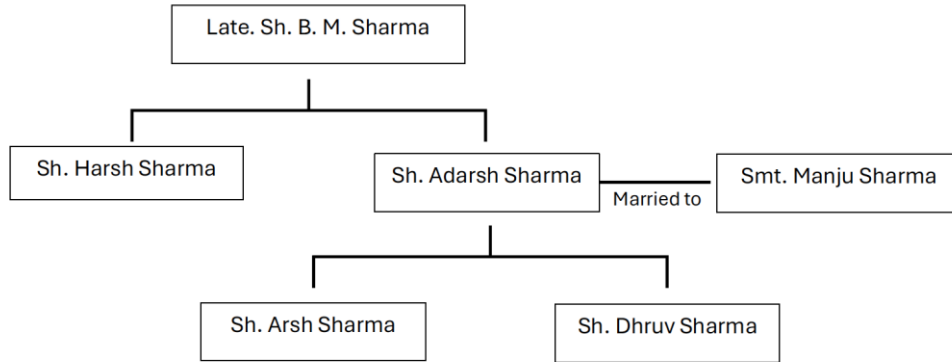 Late. Sh. B. M. Sharma
Sh. Harsh Sharma
Sh. Adarsh Sharma
Married to
Smt. Manju Sharma
Sh. Arsh Sharma
Sh. Dhruv Sharma